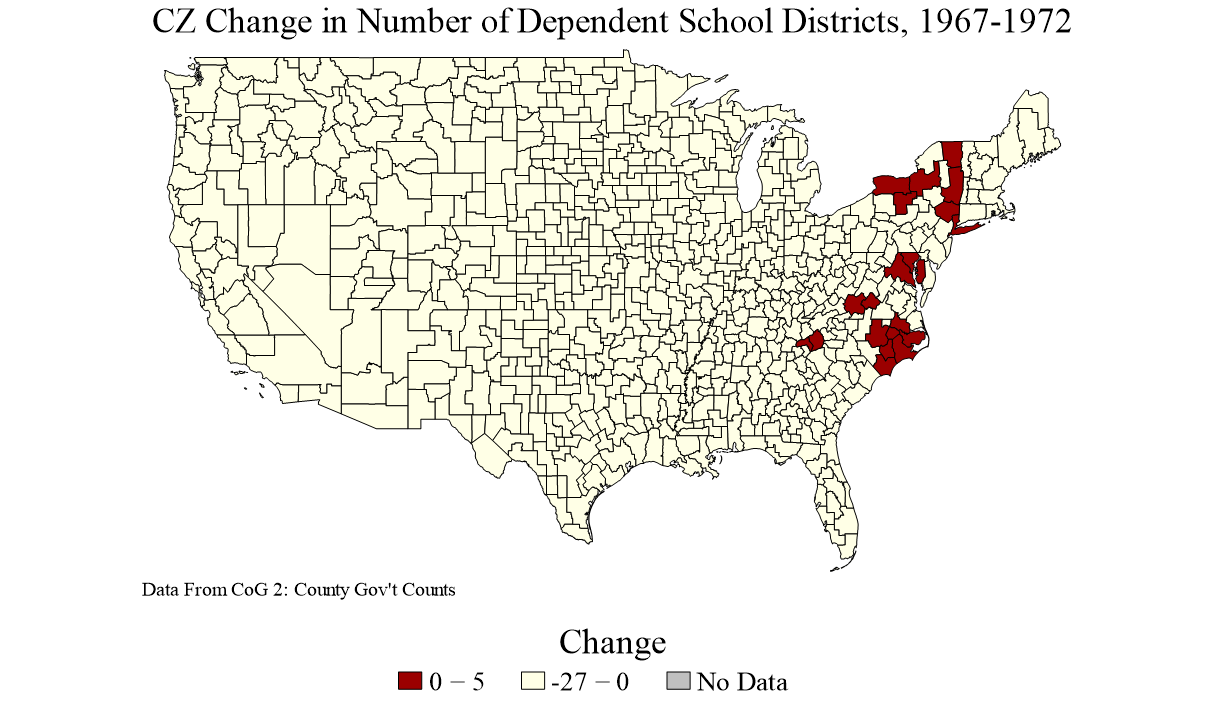 CZ Change in Number of Dependent School Districts, 1967-1972
Data From CoG 2: County Gov't Counts
Change
0 − 5 -27 − 0 No Data